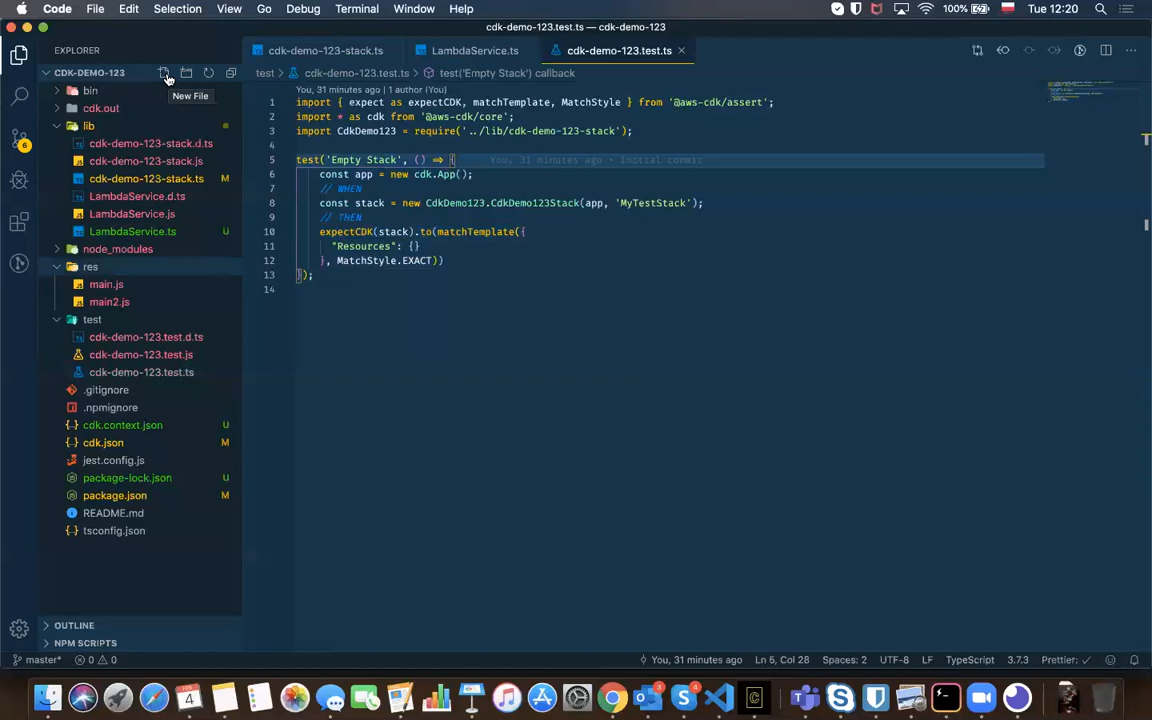 Code File Edit Selection View Go Debug Terminal Window Help 100% Tue 12:20
cdk-demo-123.test.ts — cdk-demo-123
EXPLORER
cdk-demo-123-stack.ts LambdaService.ts cdk-demo-123.test.ts
CDK-DEMO-123
test cdk-demo-123.test.ts test('Empty Stack') callback
New File
bin
cdk.out
lib
cdk-demo-123-stack.d.ts
cdk-demo-123-stack.js
cdk-demo-123-stack.ts M
LambdaService.d.ts
LambdaService.js
LambdaService.ts U
node_modules
res
main.js
main2.js
test
cdk-demo-123.test.d.ts
cdk-demo-123.test.js
cdk-demo-123.test.ts
.gitignore
.npmignore
cdk.context.json U
cdk.json M
jest.config.js
package-lock.json U
package.json M
README.md
tsconfig.json
OUTLINE
NPM SCRIPTS
6
You, 31 minutes ago | 1 author (You)
1 import { expect as expectCDK, matchTemplate, MatchStyle } from '@aws-cdk/assert';
2 import * as cdk from '@aws-cdk/core';
3 import CdkDemo123 = require('../lib/cdk-demo-123-stack');
4
5 test('Empty Stack', () => { You, 31 minutes ago • Initial commit
6 const app = new cdk.App();
7 // WHEN
8 const stack = new CdkDemo123.CdkDemo123Stack(app, 'MyTestStack');
9 // THEN
10 expectCDK(stack).to(matchTemplate({
11 "Resources": {}
12 }, MatchStyle.EXACT))
13 });
14
master* 0 0 You, 31 minutes ago Ln 5, Col 28 Spaces: 2 UTF-8 LF TypeScript 3.7.3 Prettier: ✓
4 3 4